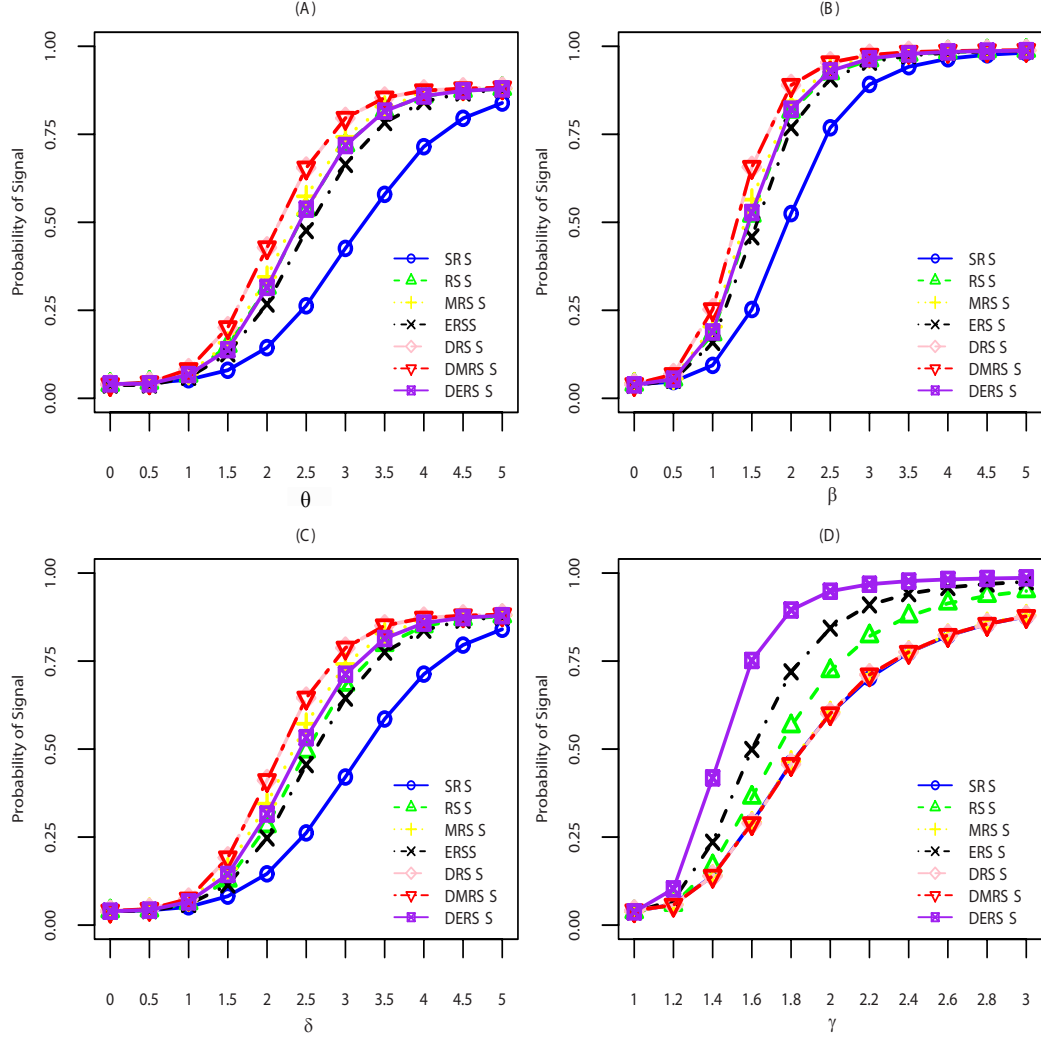 (A)
Probability of Signal
1.00
0.75
0.50
0.25
0.00
SR S
RS S
MRS S
ERSS
DRS S
DMRS S
DERS S
0 0.5 1 1.5 2 2.5 3 3.5 4 4.5 5
θ
(B)
Probability of Signal
1.00
0.75
0.50
0.25
0.00
SR S
RS S
MRS S
ERS S
DRS S
DMRS S
DERS S
0 0.5 1 1.5 2 2.5 3 3.5 4 4.5 5
β
(C)
Probability of Signal
1.00
0.75
0.50
0.25
0.00
SR S
RS S
MRS S
ERSS
DRS S
DMRS S
DERS S
0 0.5 1 1.5 2 2.5 3 3.5 4 4.5 5
δ
(D)
Probability of Signal
1.00
0.75
0.50
0.25
0.00
SR S
RS S
MRS S
ERS S
DRS S
DMRS S
DERS S
1 1.2 1.4 1.6 1.8 2 2.2 2.4 2.6 2.8 3
γ